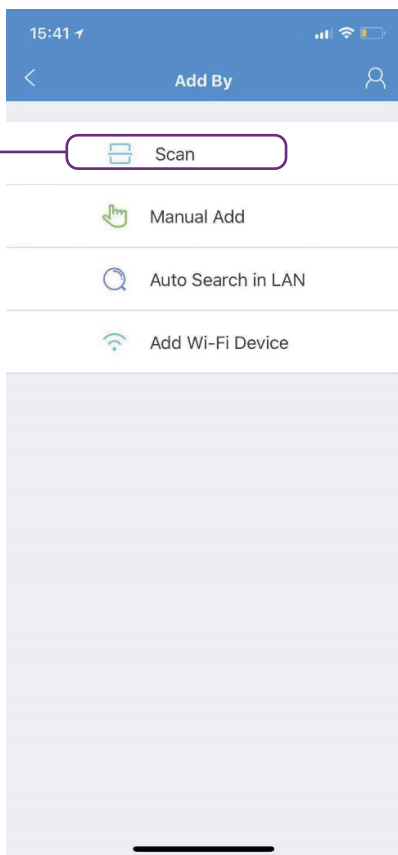 15:41
Add By
Scan
Manual Add
Auto Search in LAN
Add Wi-Fi Device